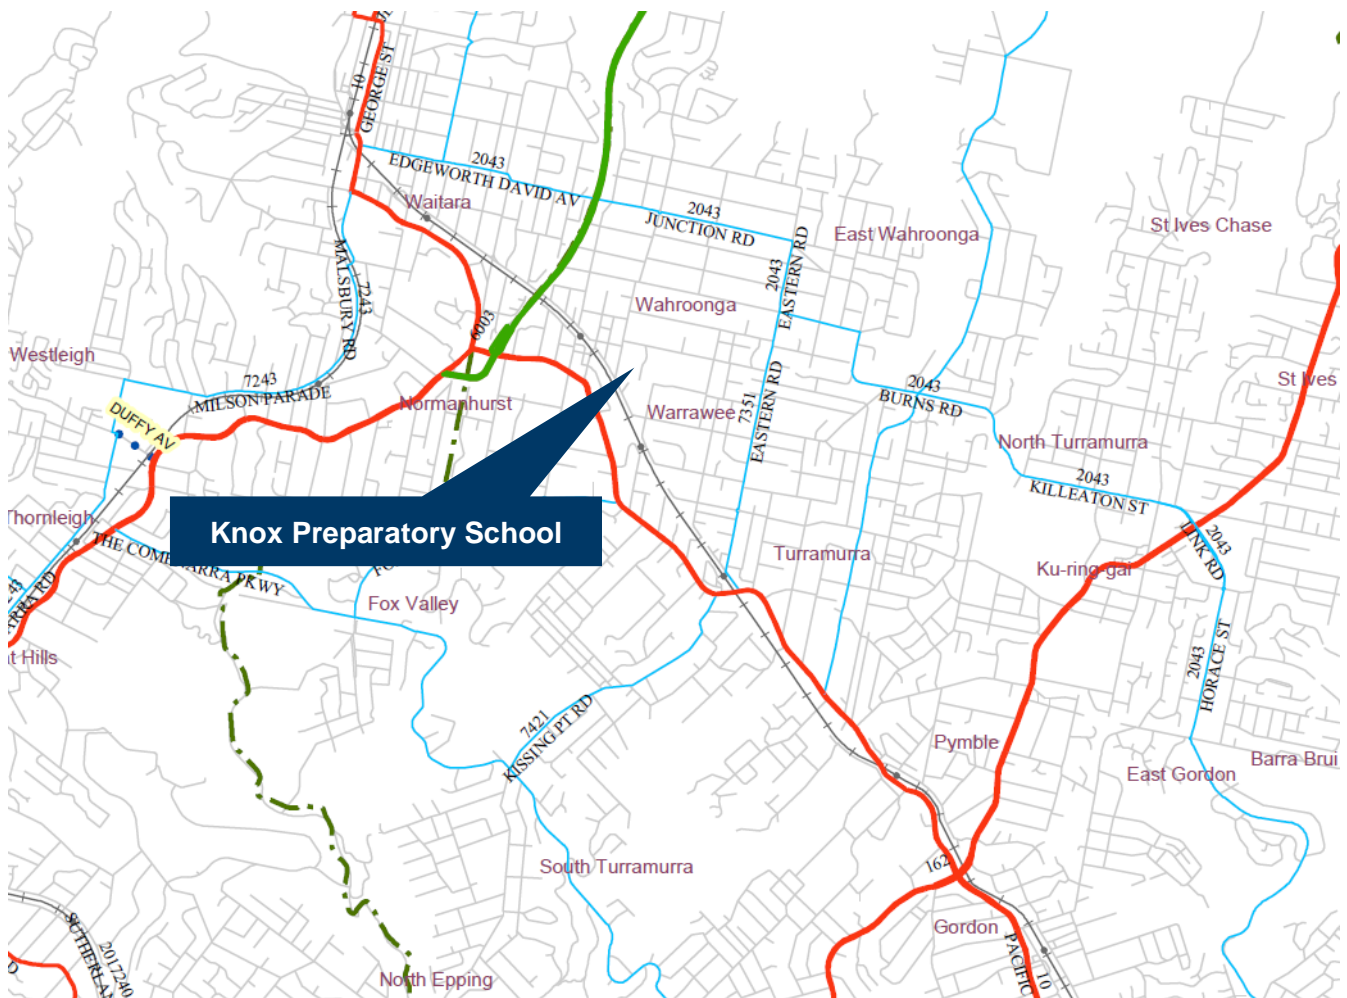 10
GEORGE ST
2043
EDGEWORTH DAVID AV
Waitara
2043
JUNCTION RD
East Wahroonga
St Ives Chase
MALSBURY RD
7243
2043
EASTERN RD
Wahroonga
6003
Westleigh
7243
MILSON PARADE
Normanhurst
DUFFY AV
Warrawee
7351
EASTERN RD
2043
BURNS RD
St Ives
North Turramurra
2043
KILLEATON ST
Thornleigh
Knox Preparatory School
2043
LINK RD
Turramurra
Ku-ring-gai
PKWY
Fox Valley
2043
HORACE ST
t Hills
7421
KISSING PT RD
Pymble
East Gordon
Barra Brui
South Turramurra
162
Gordon
PACIFIC
10
SUTHERLAN
2017240
North Epping